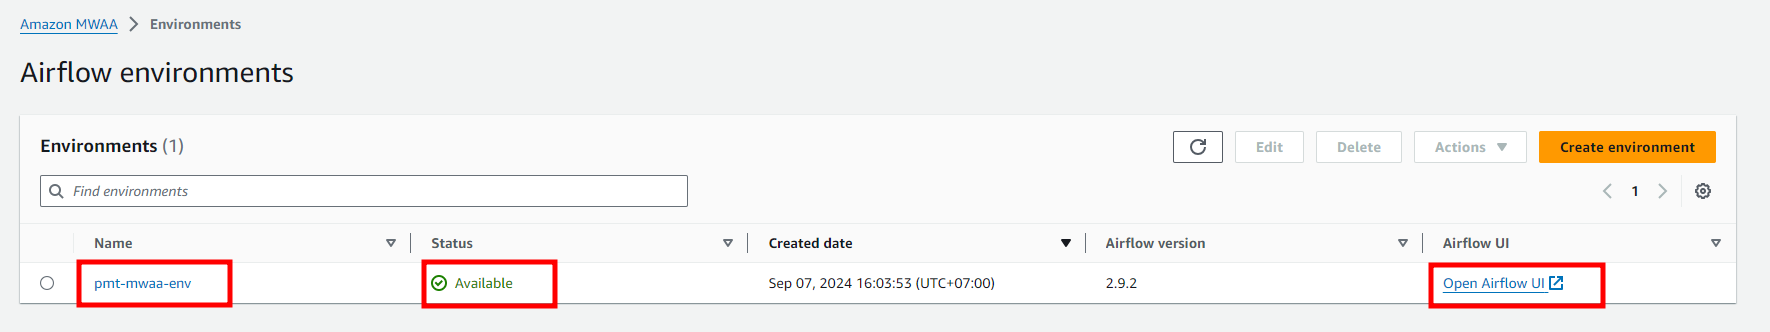 Amazon MWAA > Environments
Airflow environments
Environments (1)
Edit
Delete
Actions
Create environment
Find environments
1
Name
Status
Created date
Airflow version
Airflow UI
pmt-mwaa-env
Available
Sep 07, 2024 16:03:53 (UTC+07:00)
2.9.2
Open Airflow UI